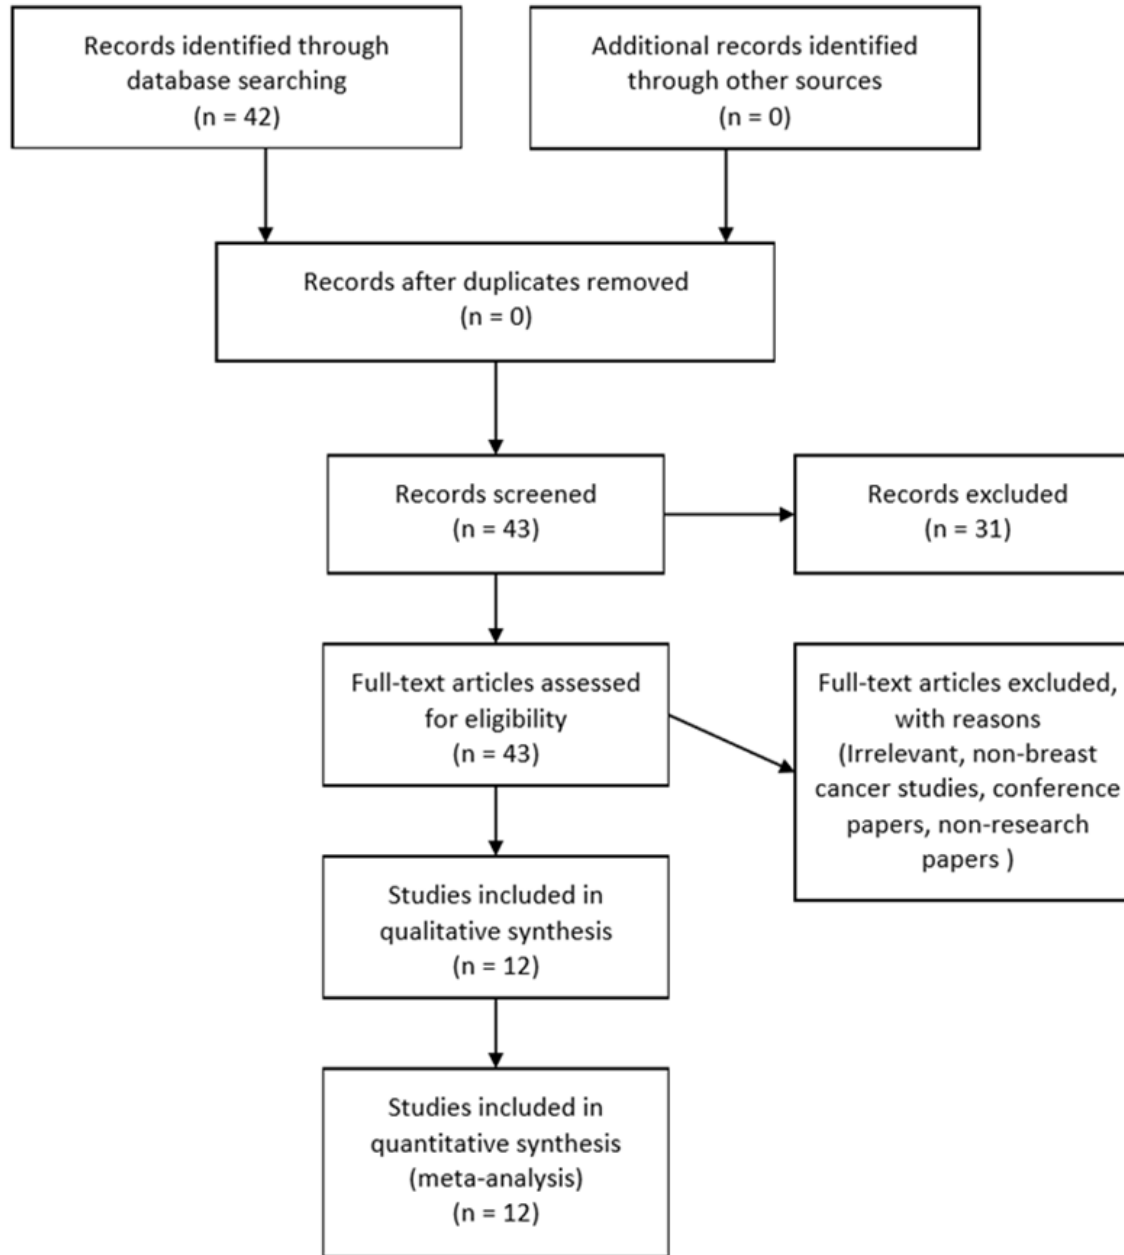 Records identified through
database searching
(n = 42)
Additional records identified
through other sources
(n = 0)
Records after duplicates removed
(n = 0)
Records screened
(n = 43)
Records excluded
(n = 31)
Full-text articles assessed
for eligibility
(n = 43)
Full-text articles excluded,
with reasons
(Irrelevant, non-breast
cancer studies, conference
papers, non-research
papers )
Studies included in
qualitative synthesis
(n = 12)
Studies included in
quantitative synthesis
(meta-analysis)
(n = 12)